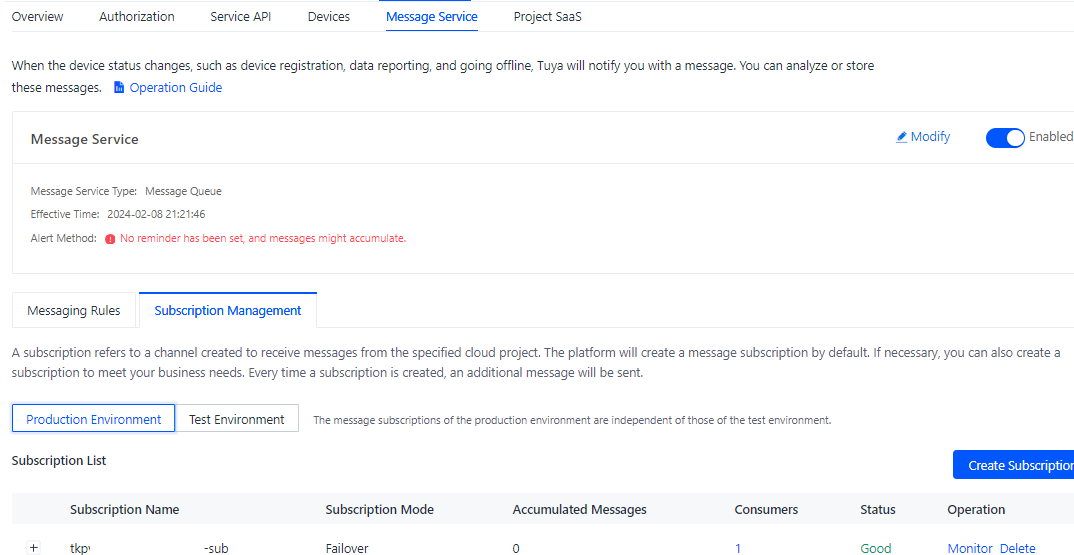 Overview Authorization Service API Devices Message Service Project SaaS
When the device status changes, such as device registration, data reporting, and going offline, Tuya will notify you with a message. You can analyze or store
these messages. Operation Guide
Message Service Modify Enabled
Message Service Type: Message Queue
Effective Time: 2024-02-08 21:21:46
Alert Method: No reminder has been set, and messages might accumulate.
Messaging Rules Subscription Management
A subscription refers to a channel created to receive messages from the specified cloud project. The platform will create a message subscription by default. If necessary, you can also create a
subscription to meet your business needs. Every time a subscription is created, an additional message will be sent.
Production Environment Test Environment The message subscriptions of the production environment are independent of those of the test environment.
Subscription List
Create Subscription
Subscription Name Subscription Mode Accumulated Messages Consumers Status Operation
-sub Failover 0 1 Good Monitor Delete